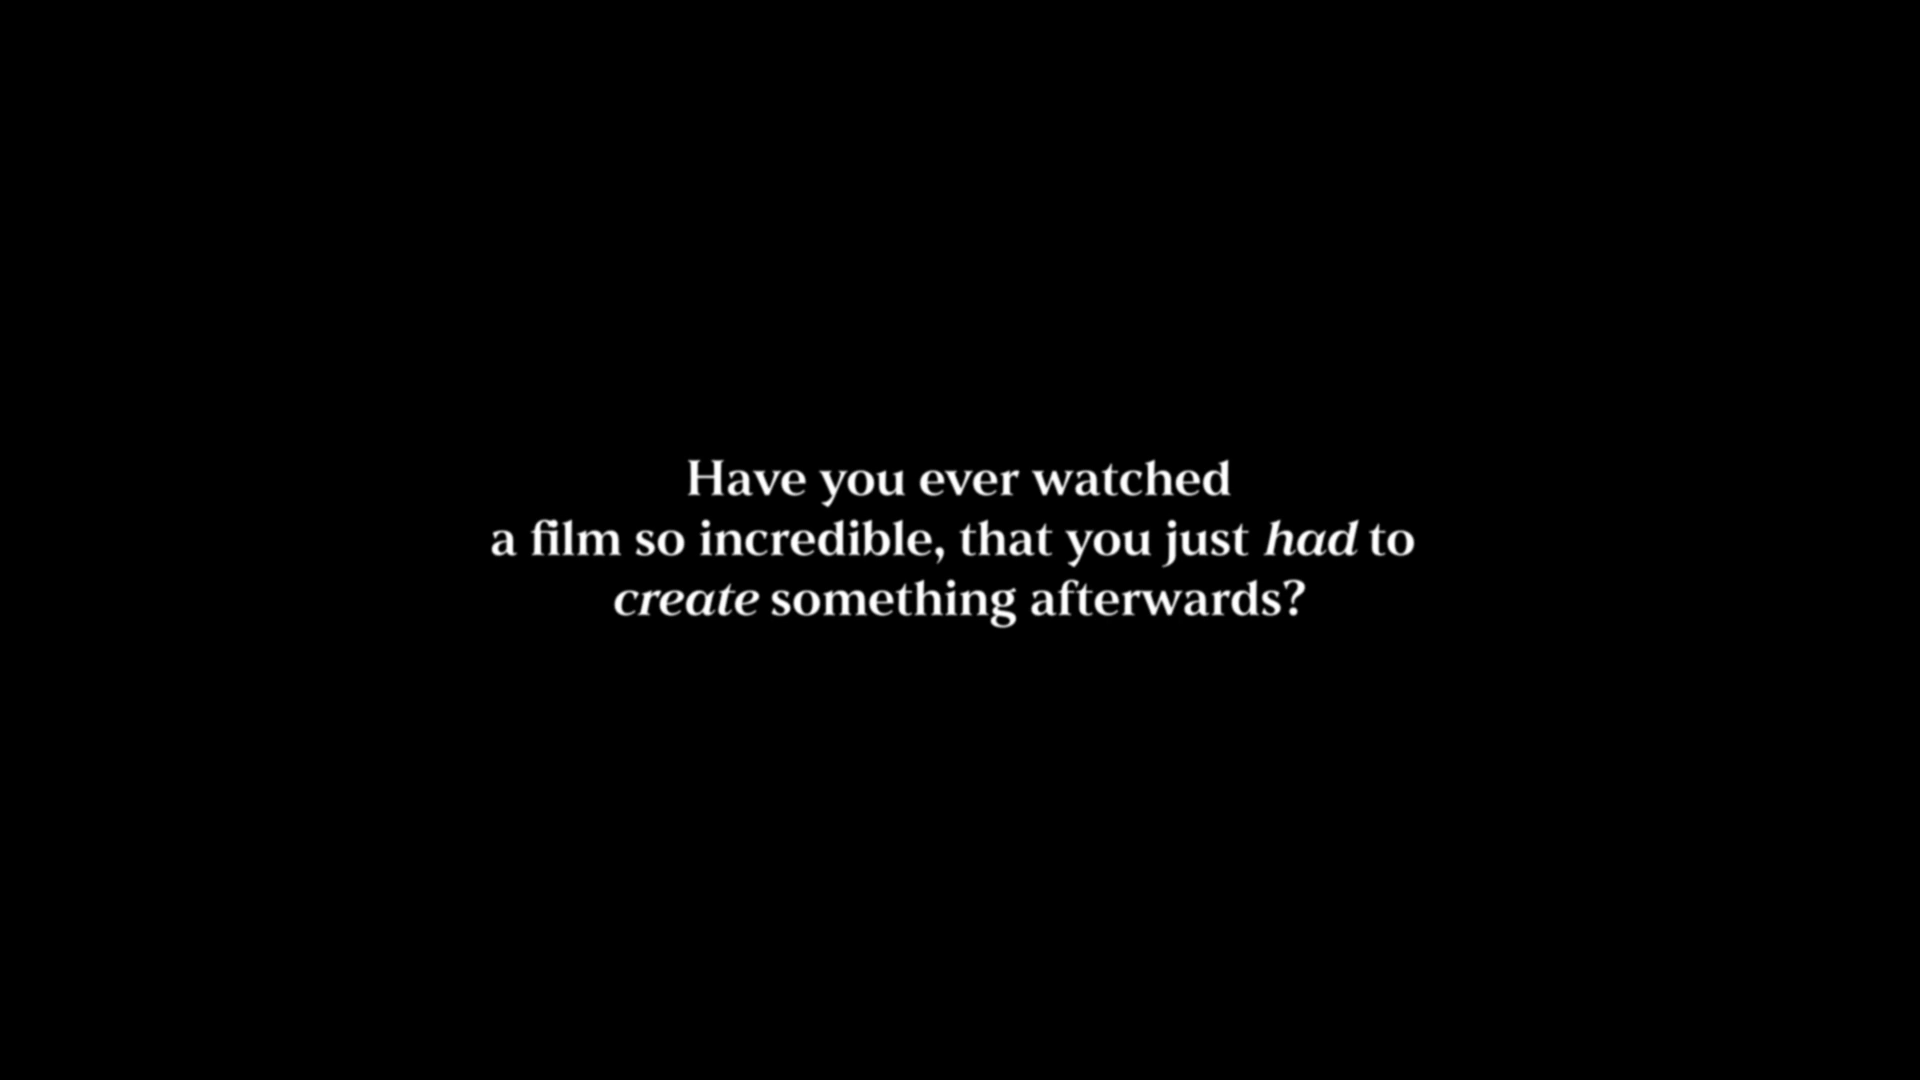 Have you ever watched
a film so incredible, that you just had to
create something afterwards?